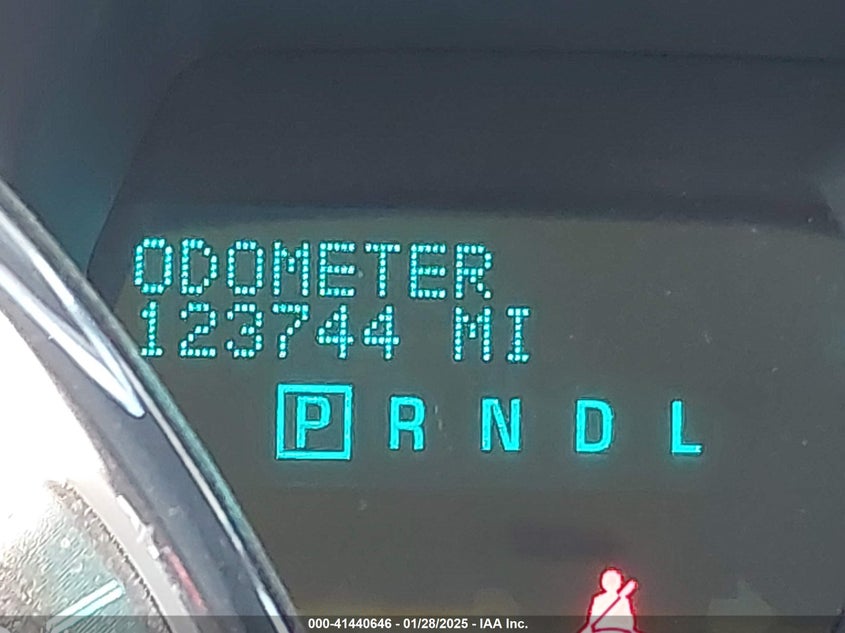 ODOMETER
123744 MI
P R N D L
000-41440646 - 01/28/2025 - IAA Inc.